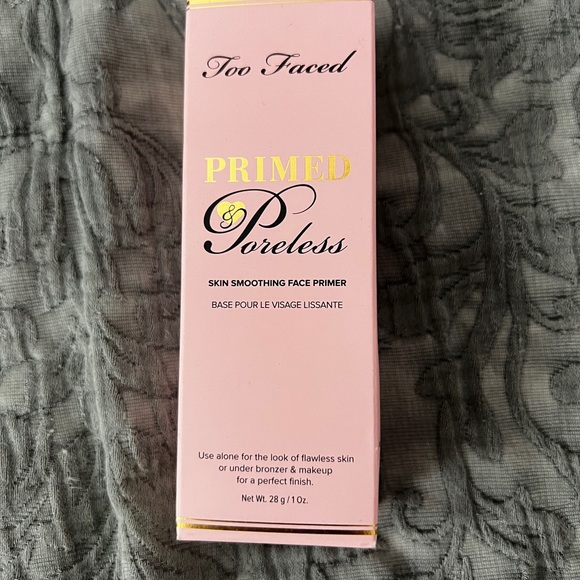 Too Faced
PRIMED
& Poreless
SKIN SMOOTHING FACE PRIMER
BASE POUR LE VISAGE LISSANTE
Use alone for the look of flawless skin
or under bronzer & makeup
for a perfect finish.
Net Wt. 28 g / 1 Oz.